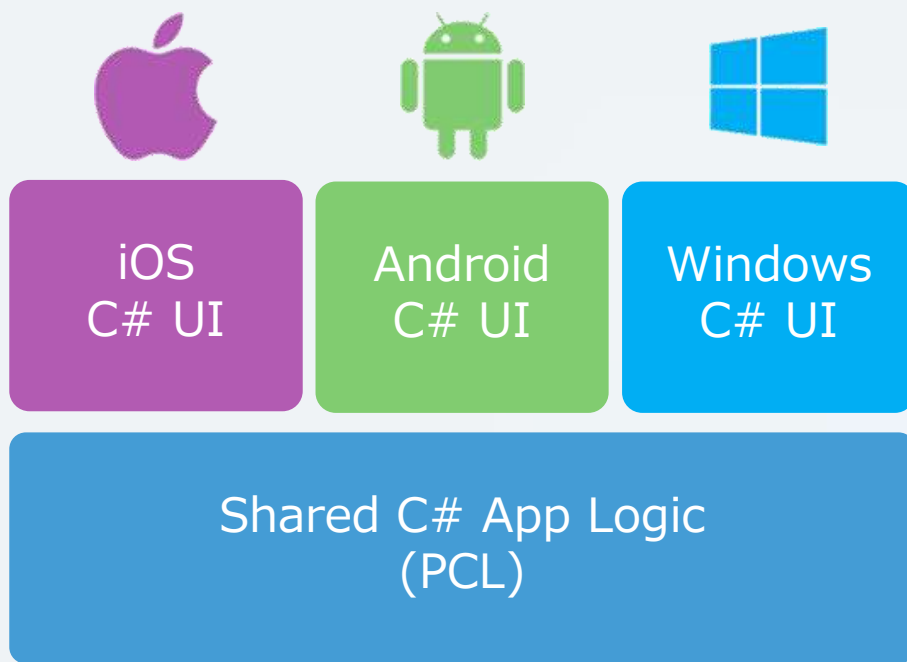 iOS
C# UI
Android
C# UI
Windows
C# UI
Shared C# App Logic
(PCL)